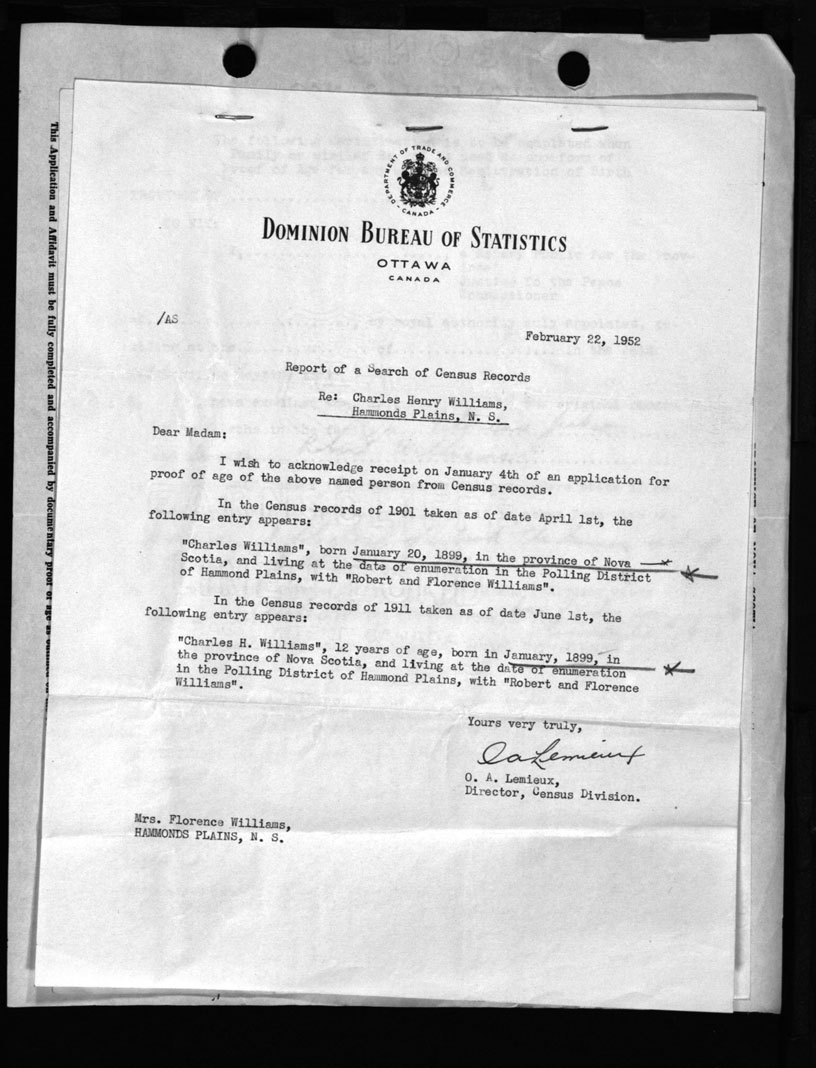 DEPARTMENT OF TRADE AND COMMERCE
- CANADA -
DOMINION BUREAU OF STATISTICS
OTTAWA
CANADA
/AS
February 22, 1952
Report of a Search of Census Records
Re: Charles Henry Williams,
Hammonds Plains, N. S.
Dear Madam:
I wish to acknowledge receipt on January 4th of an application for
proof of age of the above named person from Census records.
In the Census records of 1901 taken as of date April 1st, the
following entry appears:
"Charles Williams", born January 20, 1899, in the province of Nova
Scotia, and living at the date of enumeration in the Polling District
of Hammond Plains, with "Robert and Florence Williams".
In the Census records of 1911 taken as of date June 1st, the
following entry appears:
"Charles H. Williams", 12 years of age, born in January, 1899, in
the province of Nova Scotia, and living at the date of enumeration
in the Polling District of Hammond Plains, with "Robert and Florence
Williams".
Yours very truly,
O A Lemieux
O. A. Lemieux,
Director, Census Division.
Mrs. Florence Williams,
HAMMONDS PLAINS, N. S.
This Application and Affidavit must be fully completed and accompanied by documentary proof of age